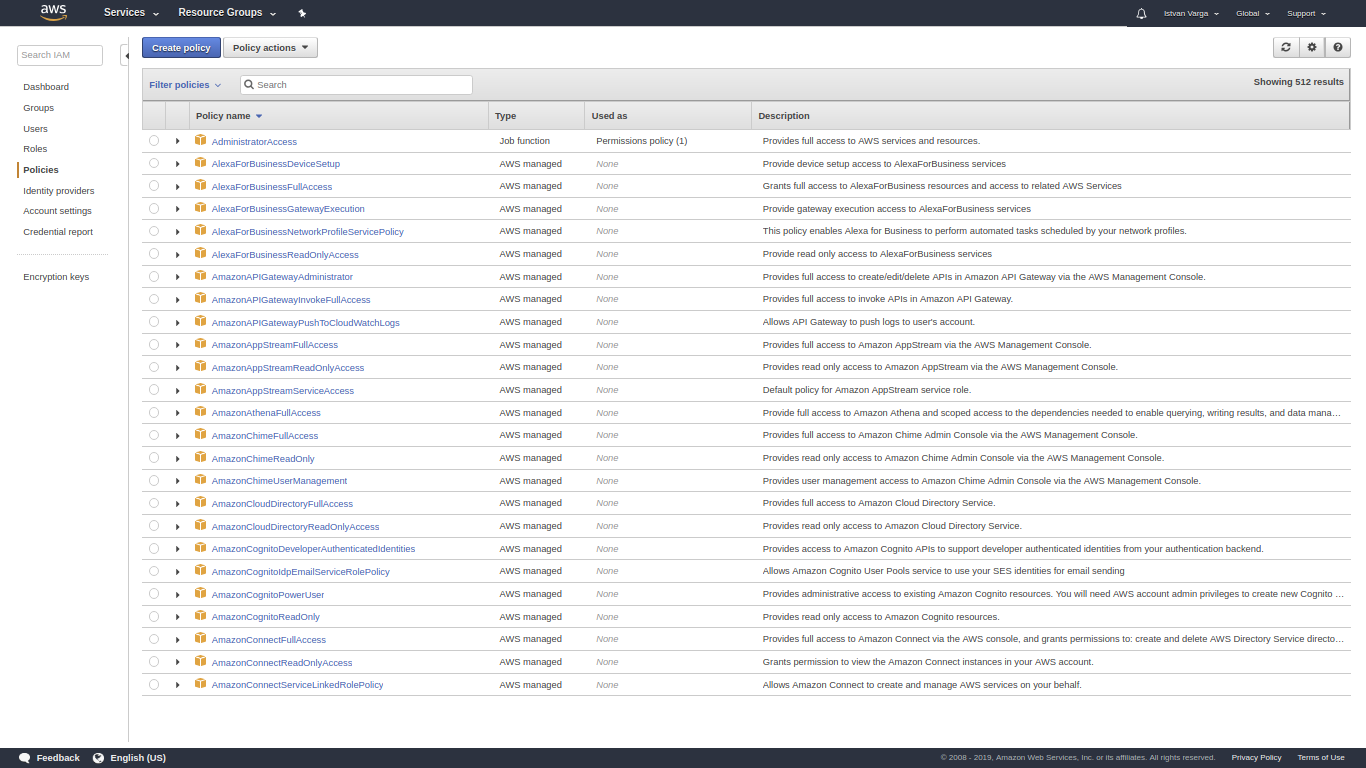 aws Services Resource Groups Istvan Varga Global Support
Search IAM
Dashboard
Groups
Users
Roles
Policies
Identity providers
Account settings
Credential report
Encryption keys
Create policy Policy actions
Filter policies Search Showing 512 results
Policy name Type Used as Description
AdministratorAccess Job function Permissions policy (1) Provides full access to AWS services and resources.
AlexaForBusinessDeviceSetup AWS managed None Provide device setup access to AlexaForBusiness services
AlexaForBusinessFullAccess AWS managed None Grants full access to AlexaForBusiness resources and access to related AWS Services
AlexaForBusinessGatewayExecution AWS managed None Provide gateway execution access to AlexaForBusiness services
AlexaForBusinessNetworkProfileServicePolicy AWS managed None This policy enables Alexa for Business to perform automated tasks scheduled by your network profiles.
AlexaForBusinessReadOnlyAccess AWS managed None Provide read only access to AlexaForBusiness services
AmazonAPIGatewayAdministrator AWS managed None Provides full access to create/edit/delete APIs in Amazon API Gateway via the AWS Management Console.
AmazonAPIGatewayInvokeFullAccess AWS managed None Provides full access to invoke APIs in Amazon API Gateway.
AmazonAPIGatewayPushToCloudWatchLogs AWS managed None Allows API Gateway to push logs to user's account.
AmazonAppStreamFullAccess AWS managed None Provides full access to Amazon AppStream via the AWS Management Console.
AmazonAppStreamReadOnlyAccess AWS managed None Provides read only access to Amazon AppStream via the AWS Management Console.
AmazonAppStreamServiceAccess AWS managed None Default policy for Amazon AppStream service role.
AmazonAthenaFullAccess AWS managed None Provide full access to Amazon Athena and scoped access to the dependencies needed to enable querying, writing results, and data mana…
AmazonChimeFullAccess AWS managed None Provides full access to Amazon Chime Admin Console via the AWS Management Console.
AmazonChimeReadOnly AWS managed None Provides read only access to Amazon Chime Admin Console via the AWS Management Console.
AmazonChimeUserManagement AWS managed None Provides user management access to Amazon Chime Admin Console via the AWS Management Console.
AmazonCloudDirectoryFullAccess AWS managed None Provides full access to Amazon Cloud Directory Service.
AmazonCloudDirectoryReadOnlyAccess AWS managed None Provides read only access to Amazon Cloud Directory Service.
AmazonCognitoDeveloperAuthenticatedIdentities AWS managed None Provides access to Amazon Cognito APIs to support developer authenticated identities from your authentication backend.
AmazonCognitoIdpEmailServiceRolePolicy AWS managed None Allows Amazon Cognito User Pools service to use your SES identities for email sending
AmazonCognitoPowerUser AWS managed None Provides administrative access to existing Amazon Cognito resources. You will need AWS account admin privileges to create new Cognito …
AmazonCognitoReadOnly AWS managed None Provides read only access to Amazon Cognito resources.
AmazonConnectFullAccess AWS managed None Provides full access to Amazon Connect via the AWS console, and grants permissions to: create and delete AWS Directory Service directo…
AmazonConnectReadOnlyAccess AWS managed None Grants permission to view the Amazon Connect instances in your AWS account.
AmazonConnectServiceLinkedRolePolicy AWS managed None Allows Amazon Connect to create and manage AWS services on your behalf.
Feedback English (US) © 2008 - 2019, Amazon Web Services, Inc. or its affiliates. All rights reserved. Privacy Policy Terms of Use